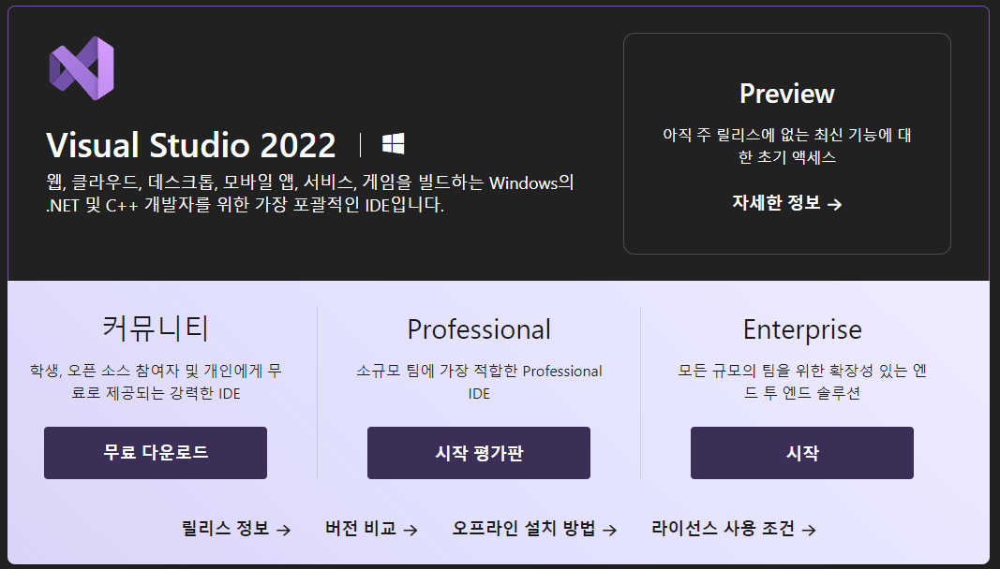 Visual Studio 2022
웹, 클라우드, 데스크톱, 모바일 앱, 서비스, 게임을 빌드하는 Windows의
.NET 및 C++ 개발자를 위한 가장 포괄적인 IDE입니다.
Preview
아직 주 릴리스에 없는 최신 기능에 대
한 초기 액세스
자세한 정보 →
커뮤니티
학생, 오픈 소스 참여자 및 개인에게 무
료로 제공되는 강력한 IDE
무료 다운로드
Professional
소규모 팀에 가장 적합한 Professional
IDE
시작 평가판
Enterprise
모든 규모의 팀을 위한 확장성 있는 엔
드 투 엔드 솔루션
시작
릴리스 정보 →
버전 비교 →
오프라인 설치 방법 →
라이선스 사용 조건 →